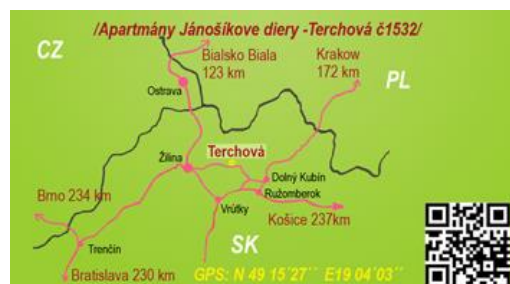 /Apartmány Jánošíkove diery -Terchová č1532/
CZ
Bialsko Biala
123 km
Krakow
172 km
PL
Ostrava
Terchová
Žilina
Dolný Kubín
Ružomberok
Brno 234 km
Vrútky
Košice 237km
Trenčín
SK
Bratislava 230 km
GPS: N 49 15´27´´ E19 04´03´´